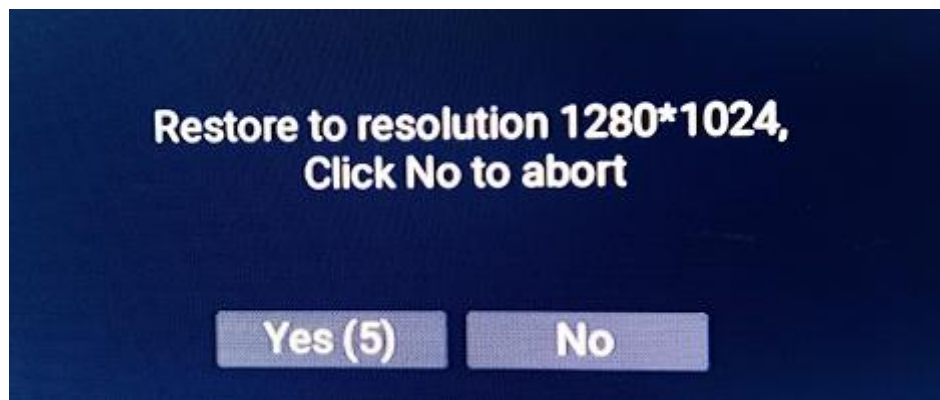 Restore to resolution 1280*1024,
Click No to abort
Yes (5)
No